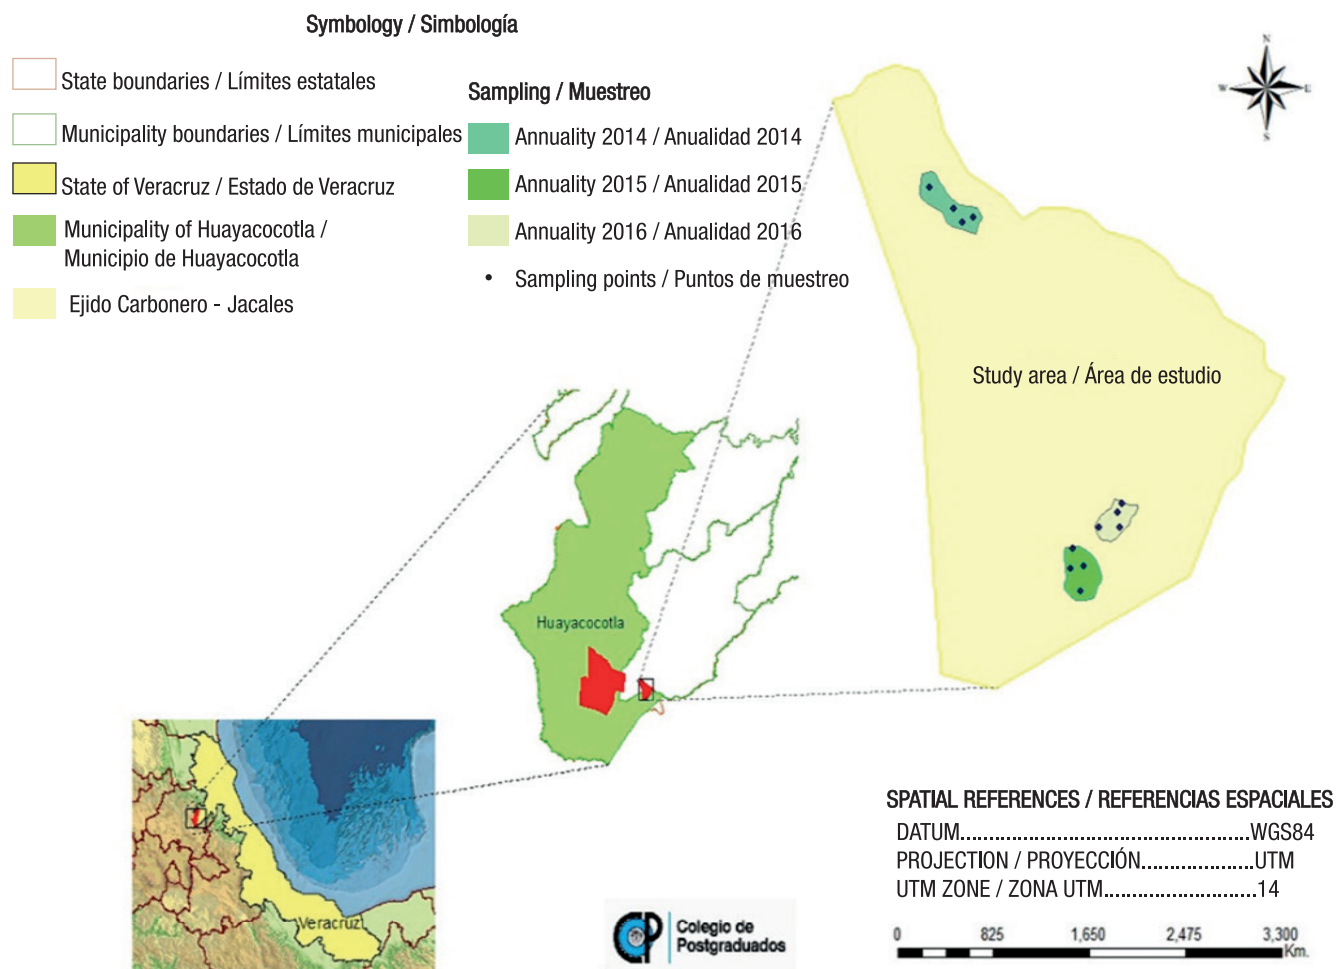 Symbology / Simbología
State boundaries / Límites estatales
Municipality boundaries / Límites municipales
State of Veracruz / Estado de Veracruz
Municipality of Huayacocotla /
Municipio de Huayacocotla
Ejido Carbonero - Jacales
Sampling / Muestreo
Annuality 2014 / Anualidad 2014
Annuality 2015 / Anualidad 2015
Annuality 2016 / Anualidad 2016
• Sampling points / Puntos de muestreo
N
W
E
S
Study area / Área de estudio
Huayacocotla
Veracruz
Colegio de
Postgraduados
SPATIAL REFERENCES / REFERENCIAS ESPACIALES
DATUM.................................................WGS84
PROJECTION / PROYECCIÓN...................UTM
UTM ZONE / ZONA UTM..........................14
0 825 1,650 2,475 3,300
Km.